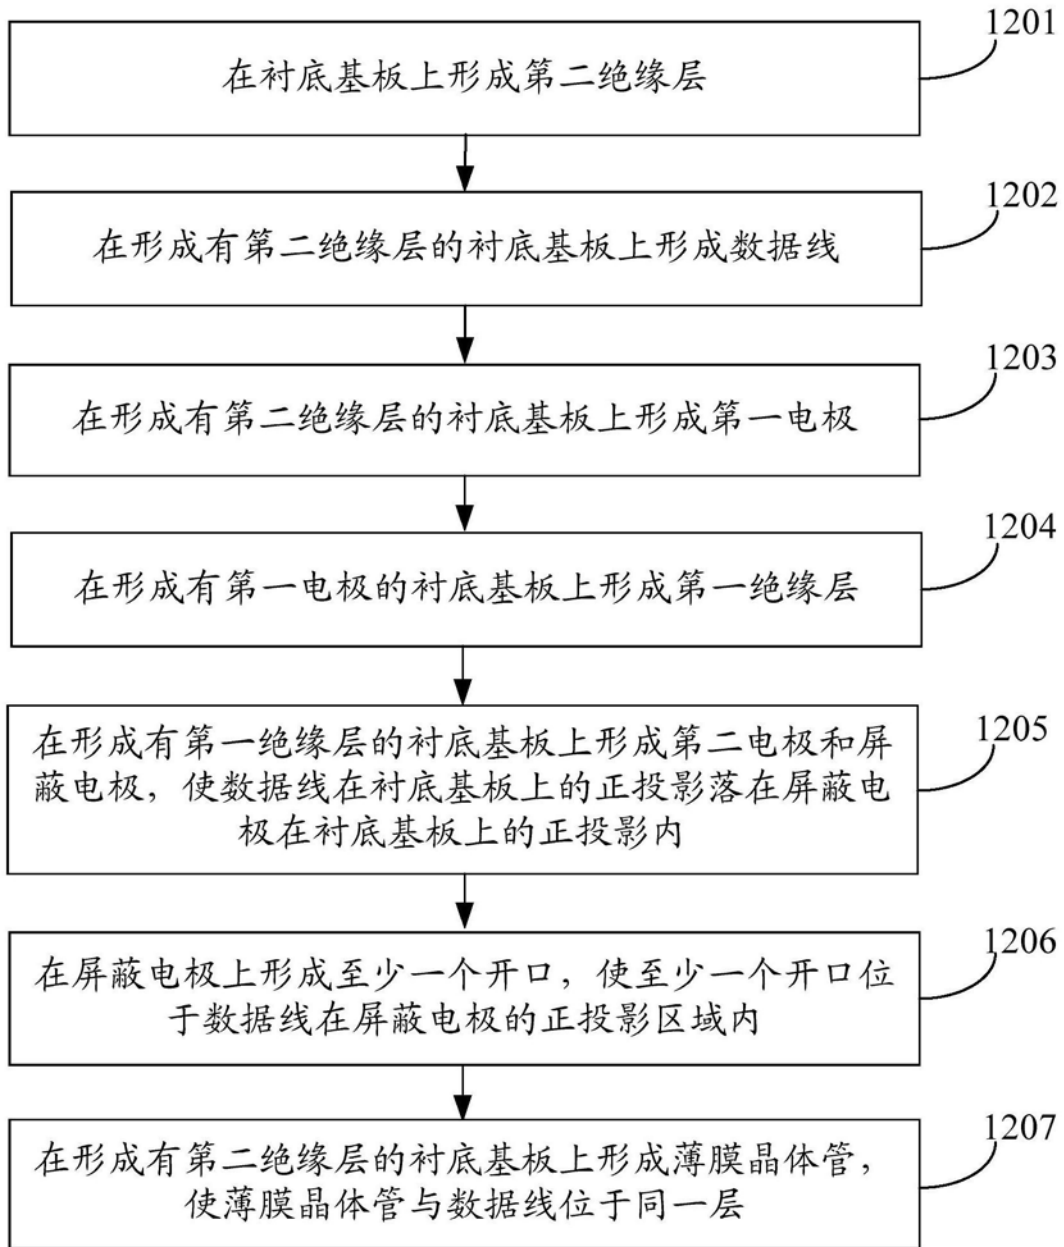 1201
在衬底基板上形成第二绝缘层
1202
在形成有第二绝缘层的衬底基板上形成数据线
1203
在形成有第二绝缘层的衬底基板上形成第一电极
1204
在形成有第一电极的衬底基板上形成第一绝缘层
1205
在形成有第一绝缘层的衬底基板上形成第二电极和屏
蔽电极，使数据线在衬底基板上的正投影落在屏蔽电
极在衬底基板上的正投影内
1206
在屏蔽电极上形成至少一个开口，使至少一个开口位
于数据线在屏蔽电极的正投影区域内
1207
在形成有第二绝缘层的衬底基板上形成薄膜晶体管，
使薄膜晶体管与数据线位于同一层